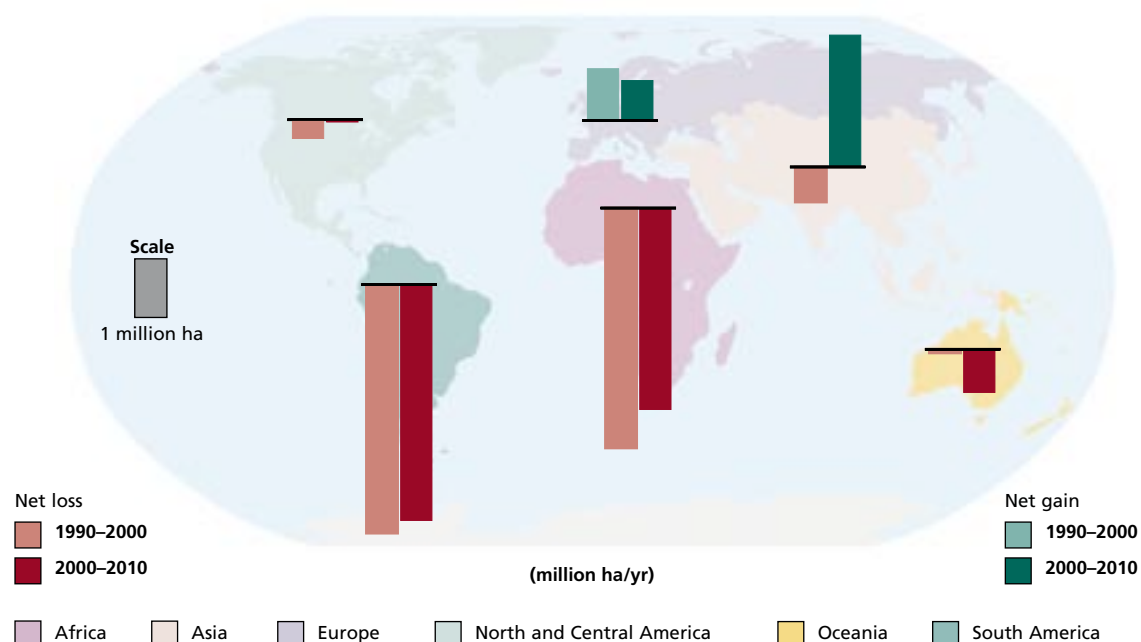 Scale
1 million ha
Net loss
1990–2000
2000–2010
(million ha/yr)
Net gain
1990–2000
2000–2010
Africa
Asia
Europe
North and Central America
Oceania
South America